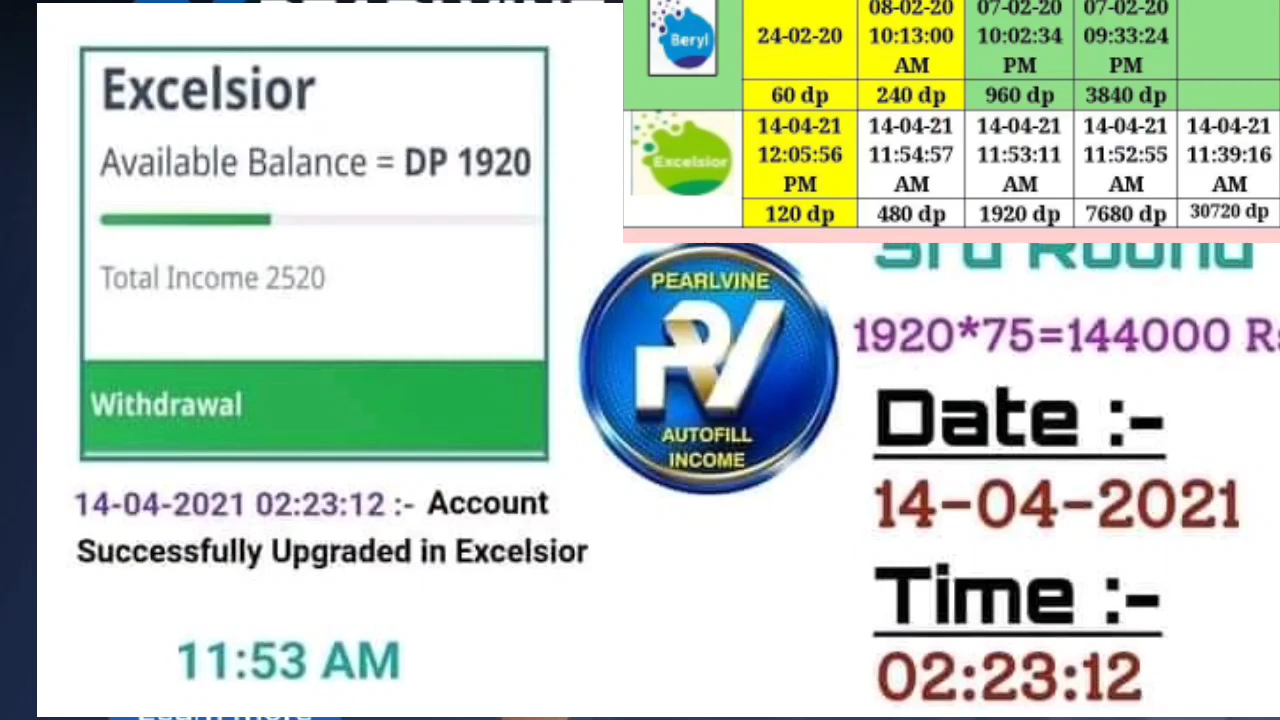 Excelsior
Available Balance = DP 1920
Total Income 2520
Withdrawal
14-04-2021 02:23:12 :- Account
Successfully Upgraded in Excelsior
11:53 AM
Beryl
24-02-20
08-02-20
10:13:00
AM
07-02-20
10:02:34
PM
07-02-20
09:33:24
PM
60 dp
240 dp
960 dp
3840 dp
Excelsior
14-04-21
12:05:56
PM
14-04-21
11:54:57
AM
14-04-21
11:53:11
AM
14-04-21
11:52:55
AM
14-04-21
11:39:16
AM
120 dp
480 dp
1920 dp
7680 dp
30720 dp
PEARLVINE
PV
AUTOFILL
INCOME
Round
1920*75=144000 Rs
Date :-
14-04-2021
Time :-
02:23:12